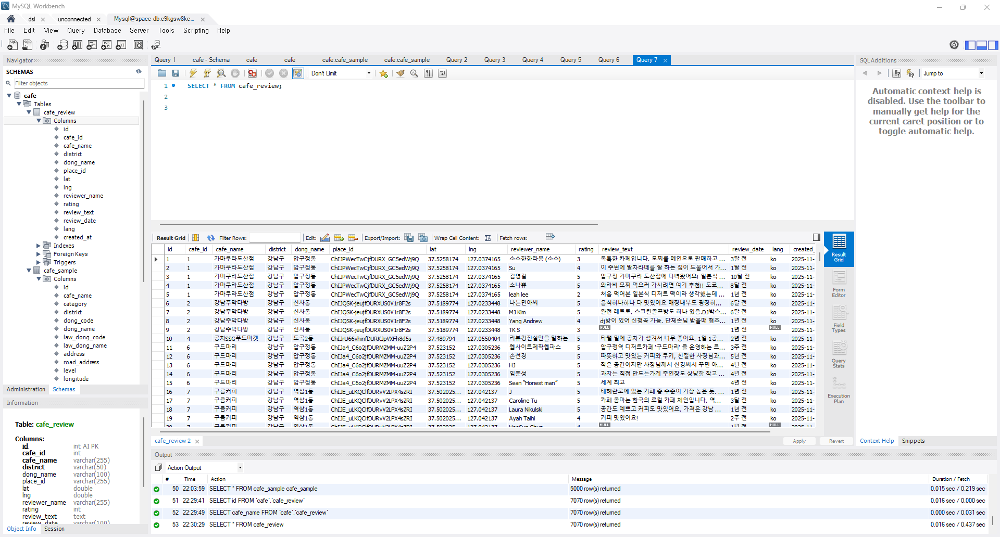 MySQL Workbench
dsl
unconnected
Mysql@space-db.c9kgsw8kc...
File Edit View Query Database Server Tools Scripting Help
Navigator
SCHEMAS
Filter objects
cafe
Tables
cafe_review
Columns
id
cafe_id
cafe_name
district
dong_name
place_id
lat
lng
reviewer_name
rating
review_text
review_date
lang
created_at
Indexes
Foreign Keys
Triggers
cafe_sample
Columns
id
cafe_name
category
district
dong_code
dong_name
law_dong_code
law_dong_name
address
road_address
level
longitude
Administration Schemas
Information
Table: cafe_review
Columns:
id int AI PK
cafe_id int
cafe_name varchar(255)
district varchar(50)
dong_name varchar(100)
place_id varchar(255)
lat double
lng double
reviewer_name varchar(255)
rating int
review_text text
review_date varchar(100)
Object Info Session
Query 1 cafe - Schema cafe cafe cafe.cafe_sample cafe.cafe_sample Query 2 Query 3 Query 4 Query 5 Query 6 Query 7
Don't Limit
1 SELECT * FROM cafe_review;
2
3
Result Grid Filter Rows: Edit: Export/Import: Wrap Cell Content: Fetch rows:
id cafe_id cafe_name district dong_name place_id lat lng reviewer_name rating review_text review_date lang created_
1 1 가마쿠라도산점 강남구 압구정동 ChIJPWecTwCjfDURX_GC5edWj9Q 37.5258174 127.0374165 소소한한라봉 (소소) 3 독특한 카페입니다. 모찌를 메인으로 판매하고 ... 3달 전 ko 2025-11-
2 1 가마쿠라도산점 강남구 압구정동 ChIJPWecTwCjfDURX_GC5edWj9Q 37.5258174 127.0374165 Su 4 이 주변에 말차라떼를 잘 하는 집이 드물어서 가... 1달 전 ko 2025-11-
3 1 가마쿠라도산점 강남구 압구정동 ChIJPWecTwCjfDURX_GC5edWj9Q 37.5258174 127.0374165 김영길 5 압구정 가마쿠라 도산점에 다녀왔어요! 일본식 ... 10달 전 ko 2025-11-
4 1 가마쿠라도산점 강남구 압구정동 ChIJPWecTwCjfDURX_GC5edWj9Q 37.5258174 127.0374165 소나쀼 5 와라비 모찌 먹으러 가시려면 여기 추천!! 도쿄... 8달 전 ko 2025-11-
5 1 가마쿠라도산점 강남구 압구정동 ChIJPWecTwCjfDURX_GC5edWj9Q 37.5258174 127.0374165 leah lee 2 처음 먹어본 일본식 디저트 떡이라 생각했는데 ... 1년 전 ko 2025-11-
6 2 강남주막다방 강남구 신사동 ChIJQSK-jeujfDURXUS0V1r8F2s 37.5189774 127.0233448 나는민아씨 5 음식하나하나 다 맛있어요 매장내부도 굉장히... 6달 전 ko 2025-11-
7 2 강남주막다방 강남구 신사동 ChIJQSK-jeujfDURXUS0V1r8F2s 37.5189774 127.0233448 MJ Kim 5 완전 레트로. 스크린골프방도 하나 있음.DJ박스... 6달 전 ko 2025-11-
8 2 강남주막다방 강남구 신사동 ChIJQSK-jeujfDURXUS0V1r8F2s 37.5189774 127.0233448 Yang Andrew 4 dj방이 있어 신청곡 가능. 단체손님 받을때 협조... 1년 전 ko 2025-11-
9 2 강남주막다방 강남구 신사동 ChIJQSK-jeujfDURXUS0V1r8F2s 37.5189774 127.0233448 TK S 3 NULL 1년 전 NULL 2025-11-
10 4 공차SSG푸드마켓 강남구 도곡2동 ChIJrU66vhinfDURKJpVXFh8d5s 37.489794 127.0550404 리뷰킹진실만을 말하는 5 타팰 밑에 공차가 생겨서 너무 좋아요. 1일 1공... 2년 전 ko 2025-11-
11 6 구드마리 강남구 압구정동 ChIJa4_C6o2jfDURMZMM-uuZ2P4 37.523152 127.0305236 웹사이트제작웹파스 5 압구정역 디저트카페 '구드마리' 를 운영하는 르... 3주 전 ko 2025-11-
12 6 구드마리 강남구 압구정동 ChIJa4_C6o2jfDURMZMM-uuZ2P4 37.523152 127.0305236 손선경 5 따뜻하고 맛있는 커피와 쿠키, 친절한 사장님과... 5년 전 ko 2025-11-
13 6 구드마리 강남구 압구정동 ChIJa4_C6o2jfDURMZMM-uuZ2P4 37.523152 127.0305236 HJ 5 작은 공간이지만 사장님께서 신경써서 꾸민 아... 4년 전 ko 2025-11-
14 6 구드마리 강남구 압구정동 ChIJa4_C6o2jfDURMZMM-uuZ2P4 37.523152 127.0305236 임준성 5 과자는 직접 만드는가게 주인장도 상냥함 작고 ... 4년 전 ko 2025-11-
15 6 구드마리 강남구 압구정동 ChIJa4_C6o2jfDURMZMM-uuZ2P4 37.523152 127.0305236 Sean “Honest man” 5 세계 최고 4년 전 ko 2025-11-
16 7 구름커피 강남구 역삼1동 ChIJE_uLKQClfDURvV2LPX4sZRI 37.502025... 127.042137 J 5 테헤란로에 있는 카페 중 수준이 가장 높은 듯. ... 1년 전 ko 2025-11-
17 7 구름커피 강남구 역삼1동 ChIJE_uLKQClfDURvV2LPX4sZRI 37.502025... 127.042137 Caroline Tu 5 카페 콤마는 한국의 로컬 카페 체인입니다. 역... 3달 전 ko 2025-11-
18 7 구름커피 강남구 역삼1동 ChIJE_uLKQClfDURvV2LPX4sZRI 37.502025... 127.042137 Laura Nikulski 5 공간도 예쁘고 커피도 맛있어요. 가격은 강남 ... 1년 전 ko 2025-11-
19 7 구름커피 강남구 역삼1동 ChIJE_uLKQClfDURvV2LPX4sZRI 37.502025... 127.042137 Ayah Taihi 4 커피 맛있어요! 2주 전 ko 2025-11-
20 7 구름커피 강남구 역삼1동 ChIJE_uLKQClfDURvV2LPX4sZRI 37.502025... 127.042137 HeeSun Chun 4 NULL 1년 전 NULL 2025-11-
Result Grid
Form Editor
Field Types
Query Stats
Execution Plan
cafe_review 2
Apply Revert
Output
Action Output
# Time Action Message Duration / Fetch
50 22:03:59 SELECT * FROM cafe_sample cafe_sample 5000 row(s) returned 0.015 sec / 0.219 sec
51 22:29:41 SELECT id FROM `cafe`.`cafe_review` 7070 row(s) returned 0.016 sec / 0.000 sec
52 22:29:49 SELECT cafe_name FROM `cafe`.`cafe_review` 7070 row(s) returned 0.000 sec / 0.031 sec
53 22:30:29 SELECT * FROM cafe_review 7070 row(s) returned 0.016 sec / 0.437 sec
SQLAdditions
Jump to
Automatic context help is
disabled. Use the toolbar to
manually get help for the
current caret position or to
toggle automatic help.
Context Help Snippets